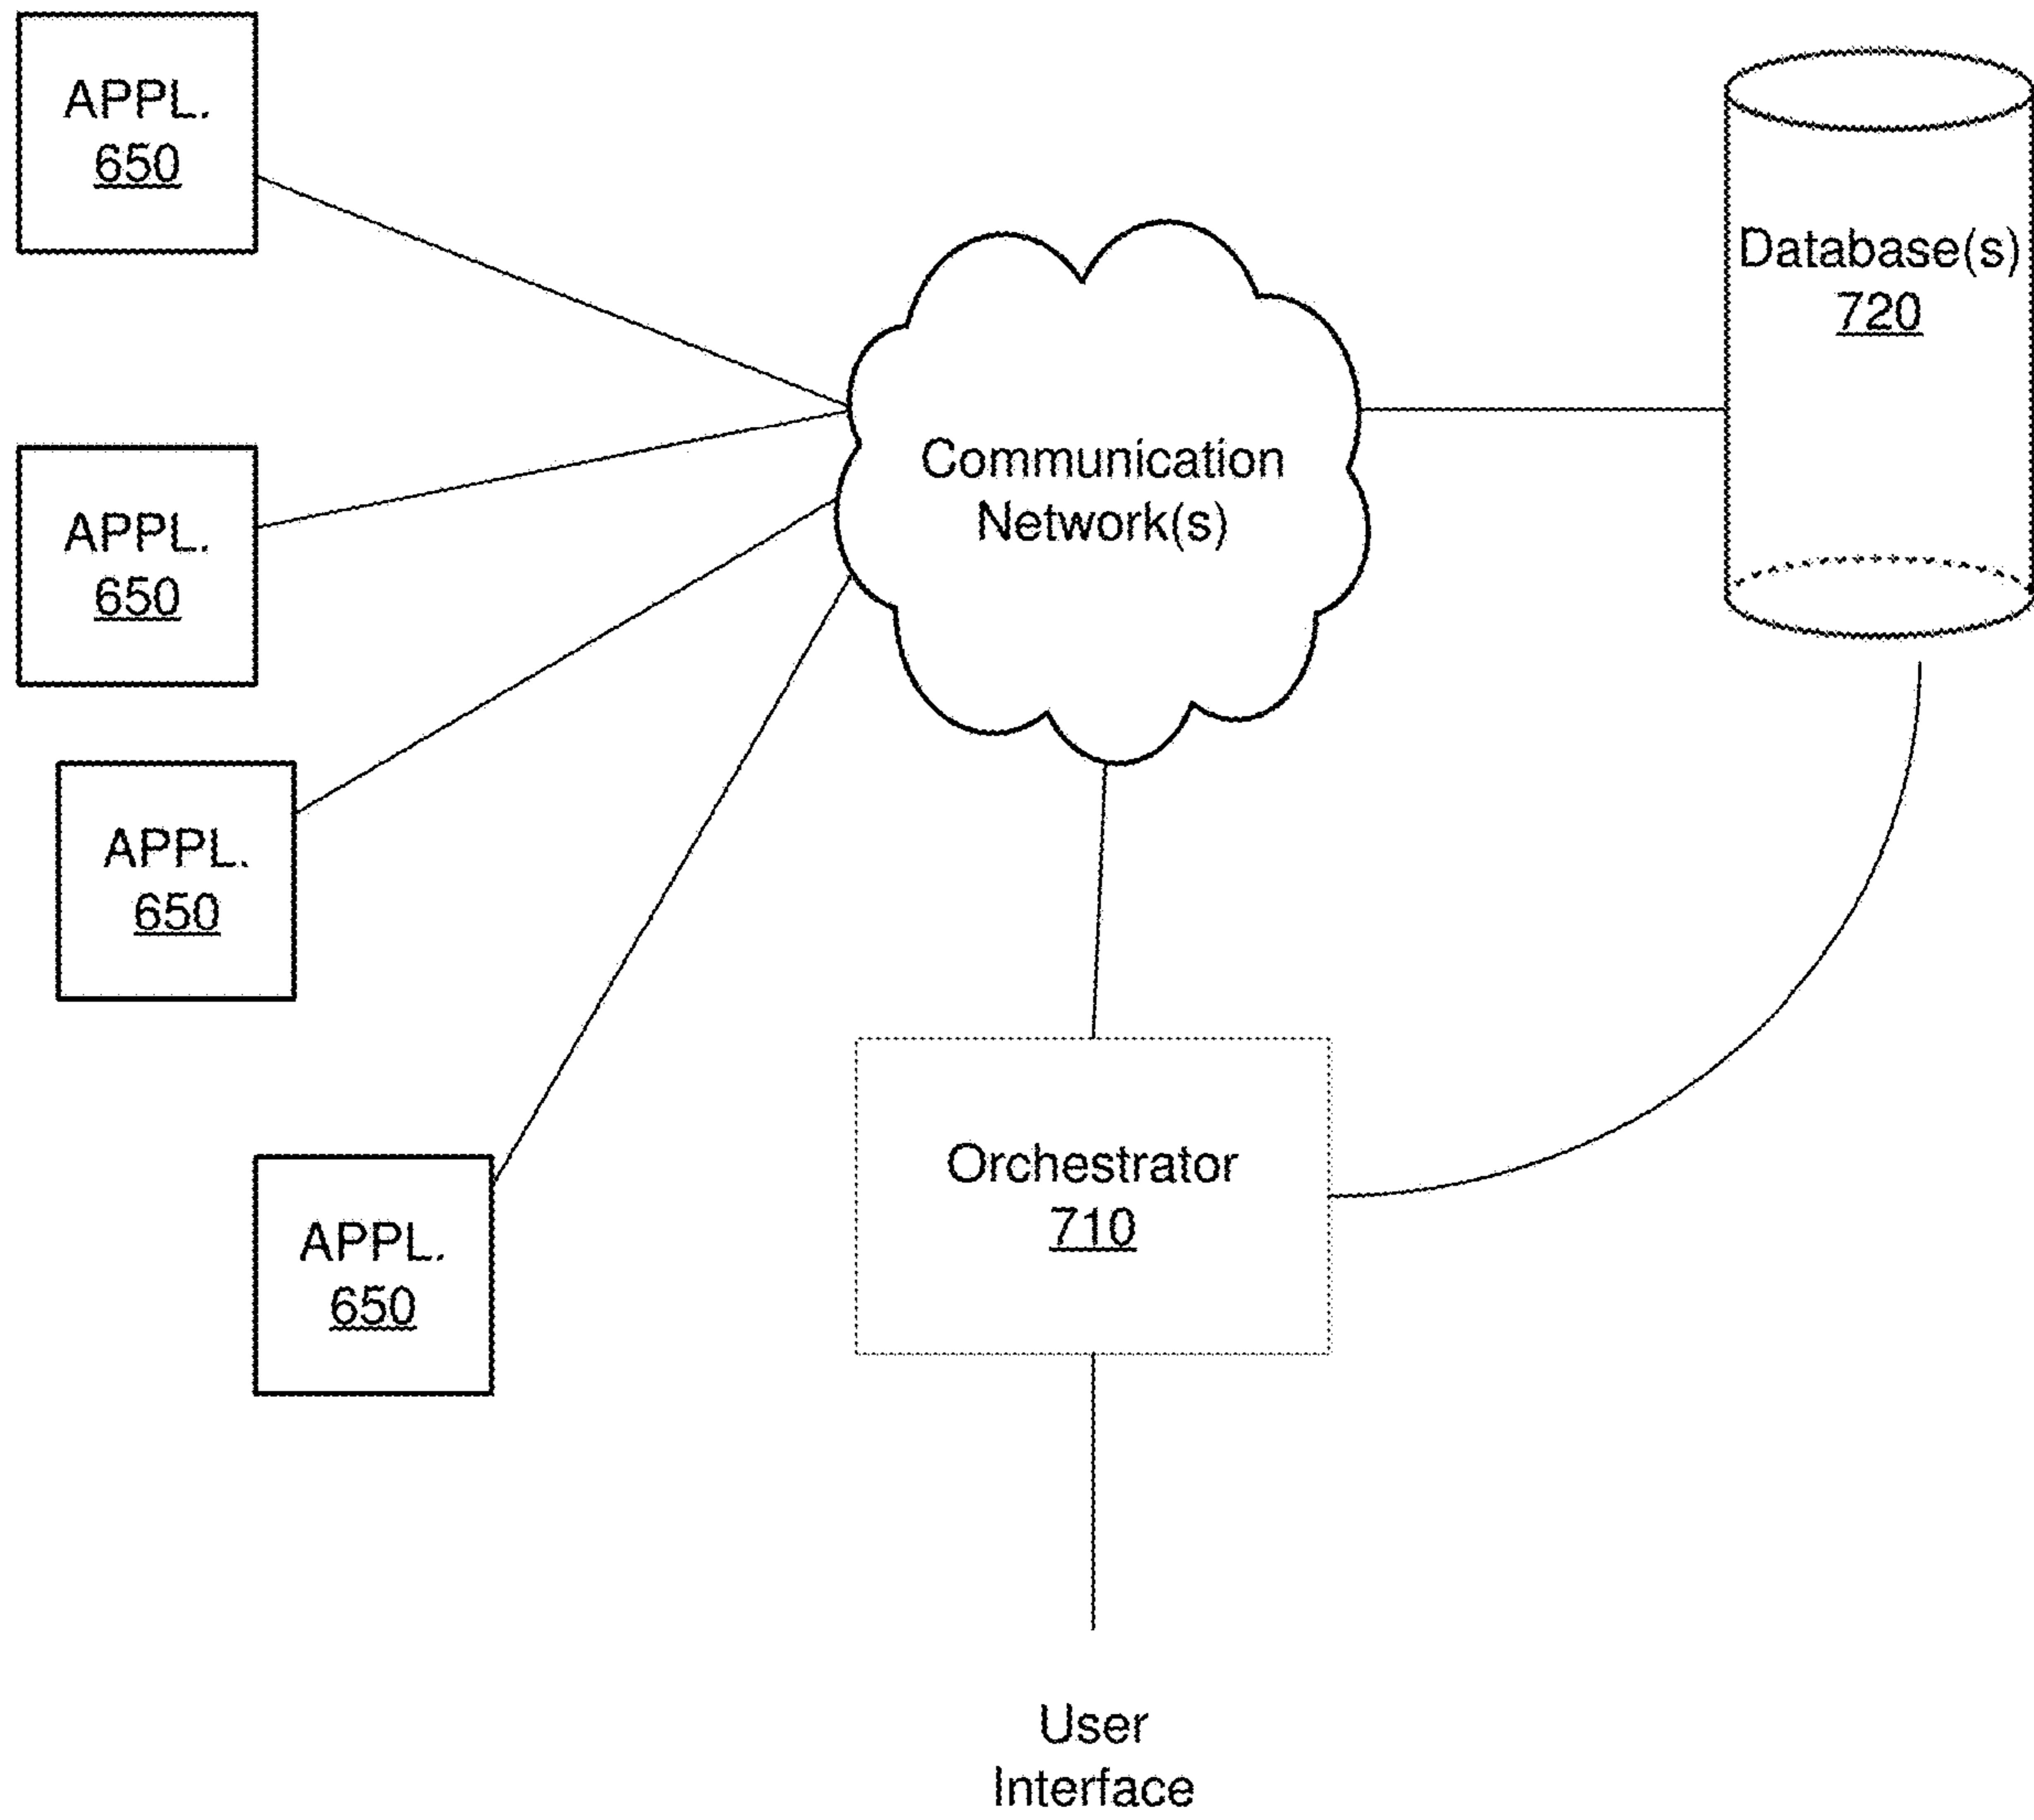 APPL.
650
Database(s)
720
Communication
Network(s)
APPL.
650
APPL.
650
Orchestrator
710
APPL.
650
User
Interface